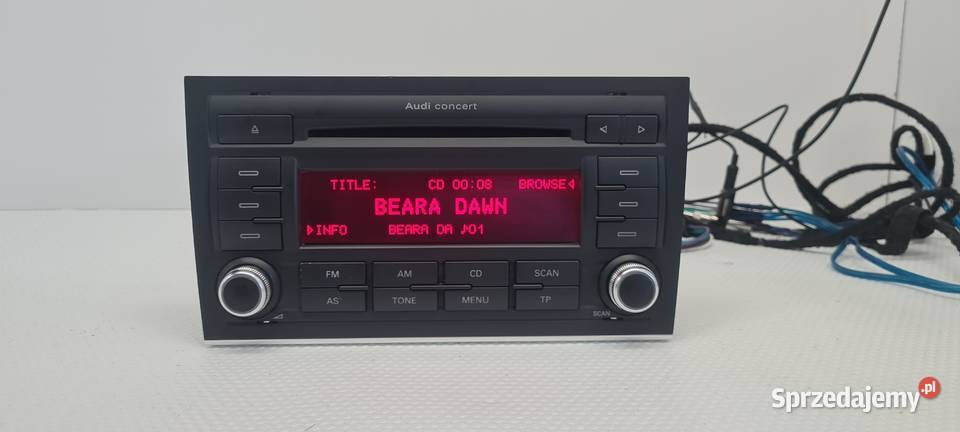 Audi concert
TITLE: CD 00:08 BROWSE
BEARA DAWN
INFO BEARA DA ♪01
FM AM CD SCAN
AS TONE MENU TP
SCAN
Sprzedajemy.pl